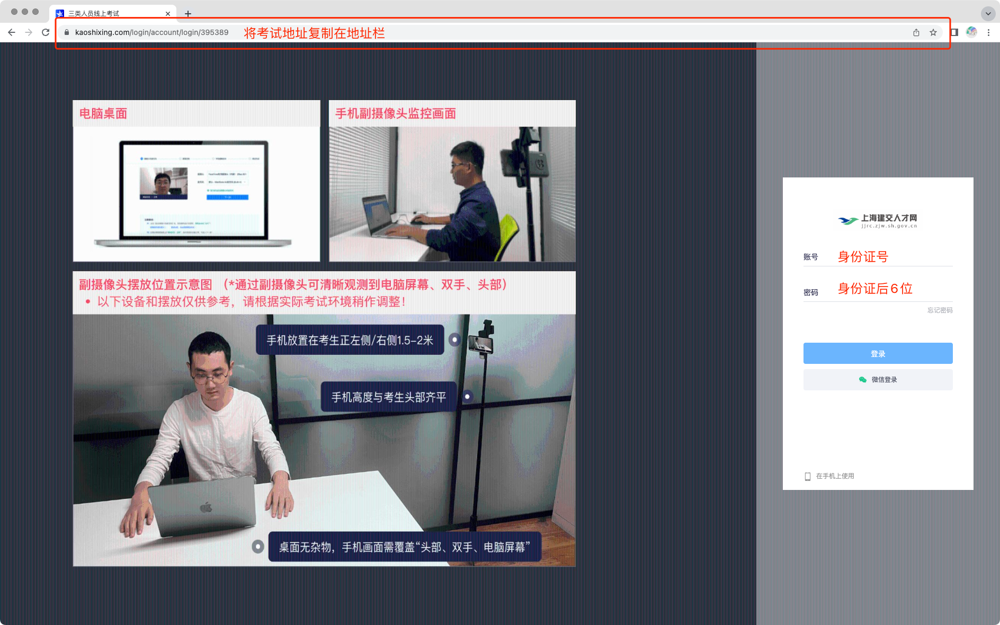 三类人员线上考试
kaoshixing.com/login/account/login/395389
将考试地址复制在地址栏
电脑桌面
手机副摄像头监控画面
副摄像头摆放位置示意图 （*通过副摄像头可清晰观测到电脑屏幕、双手、头部）
• 以下设备和摆放仅供参考，请根据实际考试环境稍作调整！
手机放置在考生正左侧/右侧1.5-2米
手机高度与考生头部齐平
桌面无杂物，手机画面需覆盖“头部、双手、电脑屏幕”
上海建交人才网
jjrc.zjw.sh.gov.cn
账号 身份证号
密码 身份证后6位
忘记密码
登录
微信登录
在手机上使用